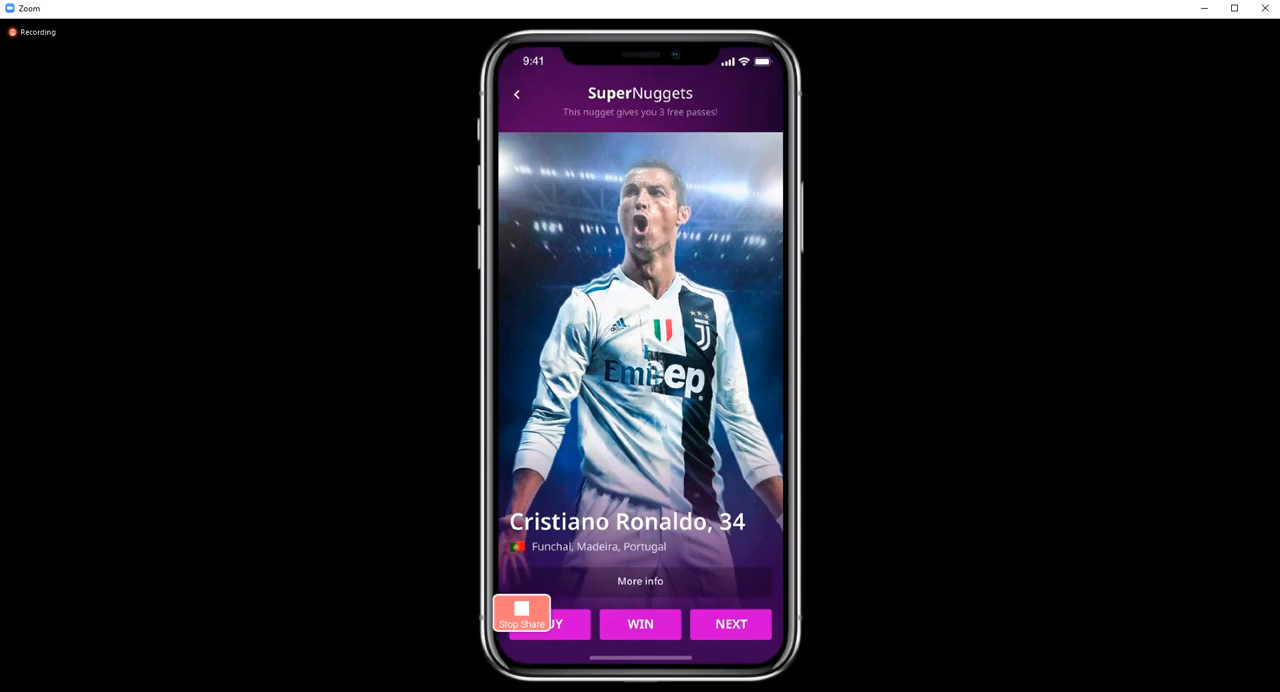 Zoom
Recording
9:41
SuperNuggets
This nugget gives you 3 free passes!
Cristiano Ronaldo, 34
Funchal, Madeira, Portugal
More info
Stop Share
WIN
NEXT